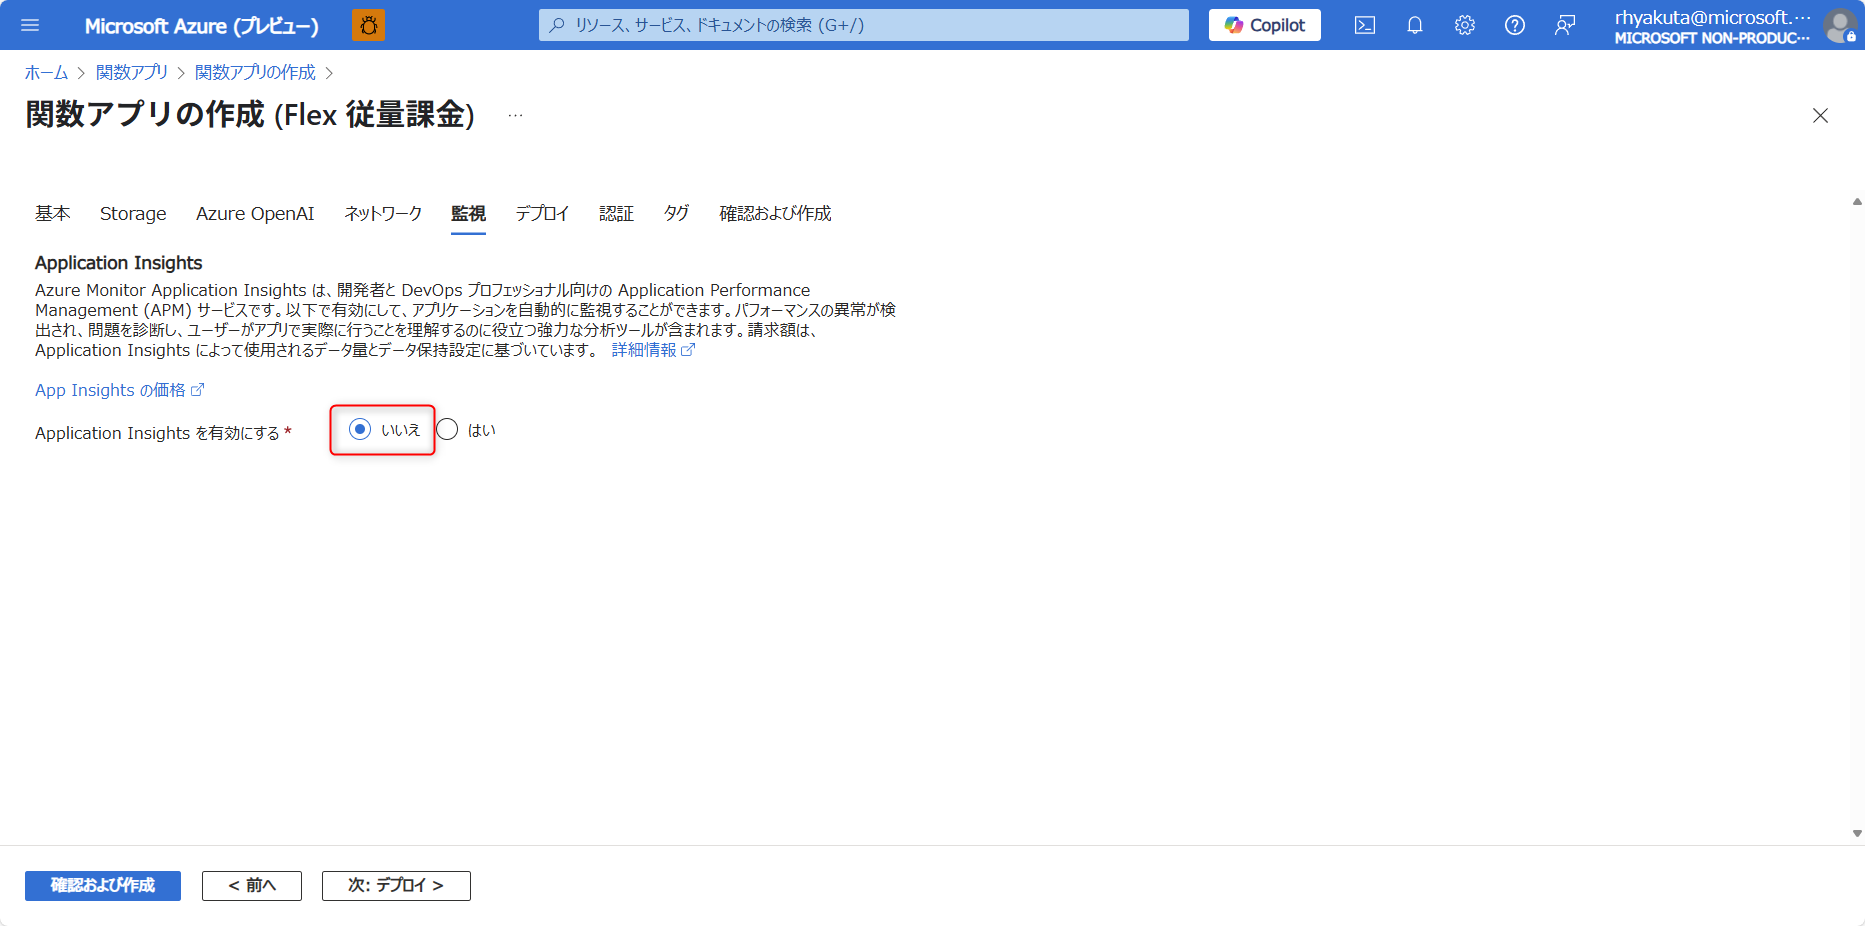 Microsoft Azure (プレビュー)
リソース、サービス、ドキュメントの検索 (G+/)
Copilot
rhyakuta@microsoft.…
MICROSOFT NON-PRODUC…
ホーム > 関数アプリ > 関数アプリの作成 >
関数アプリの作成 (Flex 従量課金) …
基本 Storage Azure OpenAI ネットワーク 監視 デプロイ 認証 タグ 確認および作成
Application Insights
Azure Monitor Application Insights は、開発者と DevOps プロフェッショナル向けの Application Performance
Management (APM) サービスです。以下で有効にして、アプリケーションを自動的に監視することができます。パフォーマンスの異常が検
出され、問題を診断し、ユーザーがアプリで実際に行うことを理解するのに役立つ強力な分析ツールが含まれます。請求額は、
Application Insights によって使用されるデータ量とデータ保持設定に基づいています。 詳細情報
App Insights の価格
Application Insights を有効にする * いいえ はい
確認および作成 < 前へ 次: デプロイ >